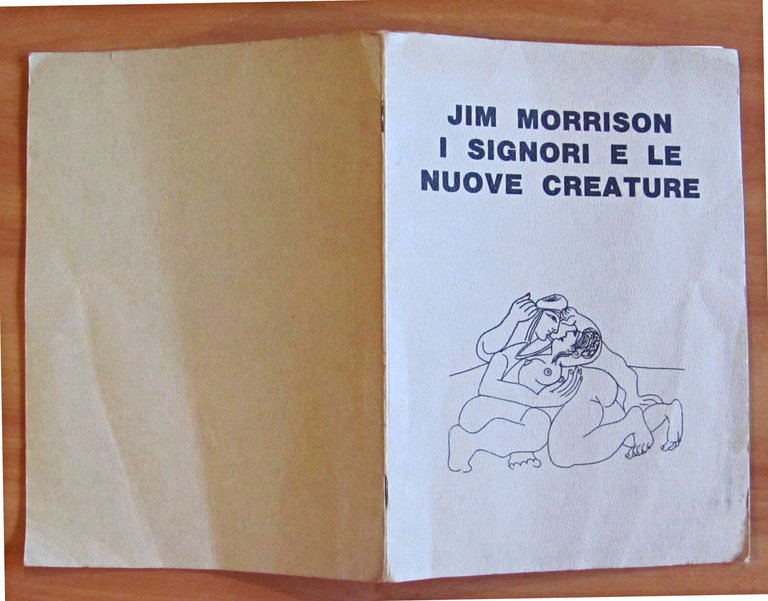 JIM MORRISON
I SIGNORI E LE
NUOVE CREATURE